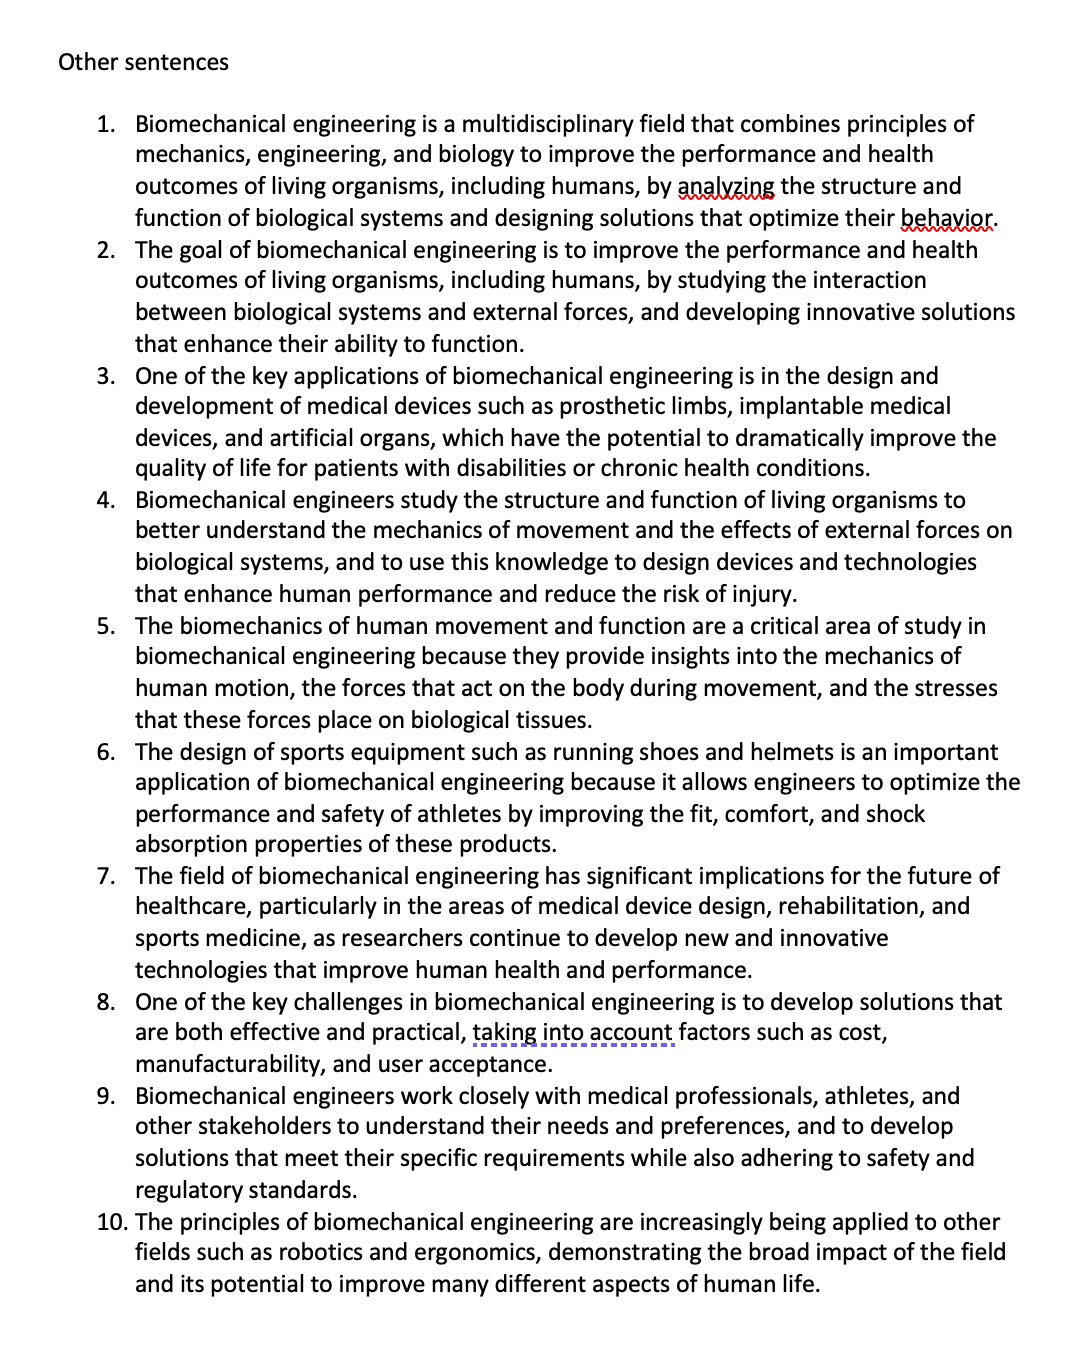 Other sentences
1. Biomechanical engineering is a multidisciplinary field that combines principles of
mechanics, engineering, and biology to improve the performance and health
outcomes of living organisms, including humans, by analyzing the structure and
function of biological systems and designing solutions that optimize their behavior.
2. The goal of biomechanical engineering is to improve the performance and health
outcomes of living organisms, including humans, by studying the interaction
between biological systems and external forces, and developing innovative solutions
that enhance their ability to function.
3. One of the key applications of biomechanical engineering is in the design and
development of medical devices such as prosthetic limbs, implantable medical
devices, and artificial organs, which have the potential to dramatically improve the
quality of life for patients with disabilities or chronic health conditions.
4. Biomechanical engineers study the structure and function of living organisms to
better understand the mechanics of movement and the effects of external forces on
biological systems, and to use this knowledge to design devices and technologies
that enhance human performance and reduce the risk of injury.
5. The biomechanics of human movement and function are a critical area of study in
biomechanical engineering because they provide insights into the mechanics of
human motion, the forces that act on the body during movement, and the stresses
that these forces place on biological tissues.
6. The design of sports equipment such as running shoes and helmets is an important
application of biomechanical engineering because it allows engineers to optimize the
performance and safety of athletes by improving the fit, comfort, and shock
absorption properties of these products.
7. The field of biomechanical engineering has significant implications for the future of
healthcare, particularly in the areas of medical device design, rehabilitation, and
sports medicine, as researchers continue to develop new and innovative
technologies that improve human health and performance.
8. One of the key challenges in biomechanical engineering is to develop solutions that
are both effective and practical, taking into account factors such as cost,
manufacturability, and user acceptance.
9. Biomechanical engineers work closely with medical professionals, athletes, and
other stakeholders to understand their needs and preferences, and to develop
solutions that meet their specific requirements while also adhering to safety and
regulatory standards.
10. The principles of biomechanical engineering are increasingly being applied to other
fields such as robotics and ergonomics, demonstrating the broad impact of the field
and its potential to improve many different aspects of human life.